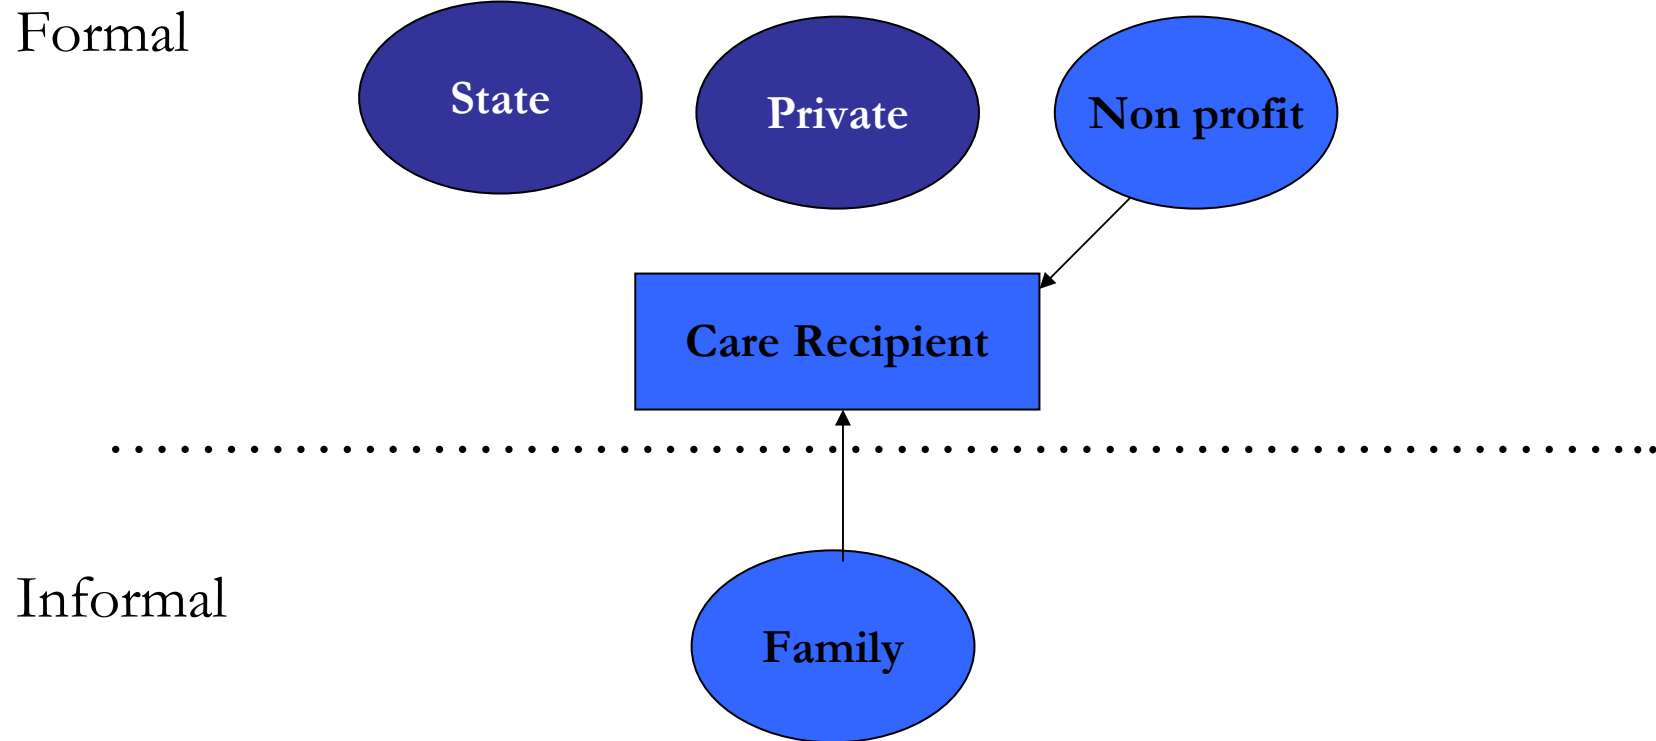 Formal
State
Private
Non profit
Care Recipient
Informal
Family